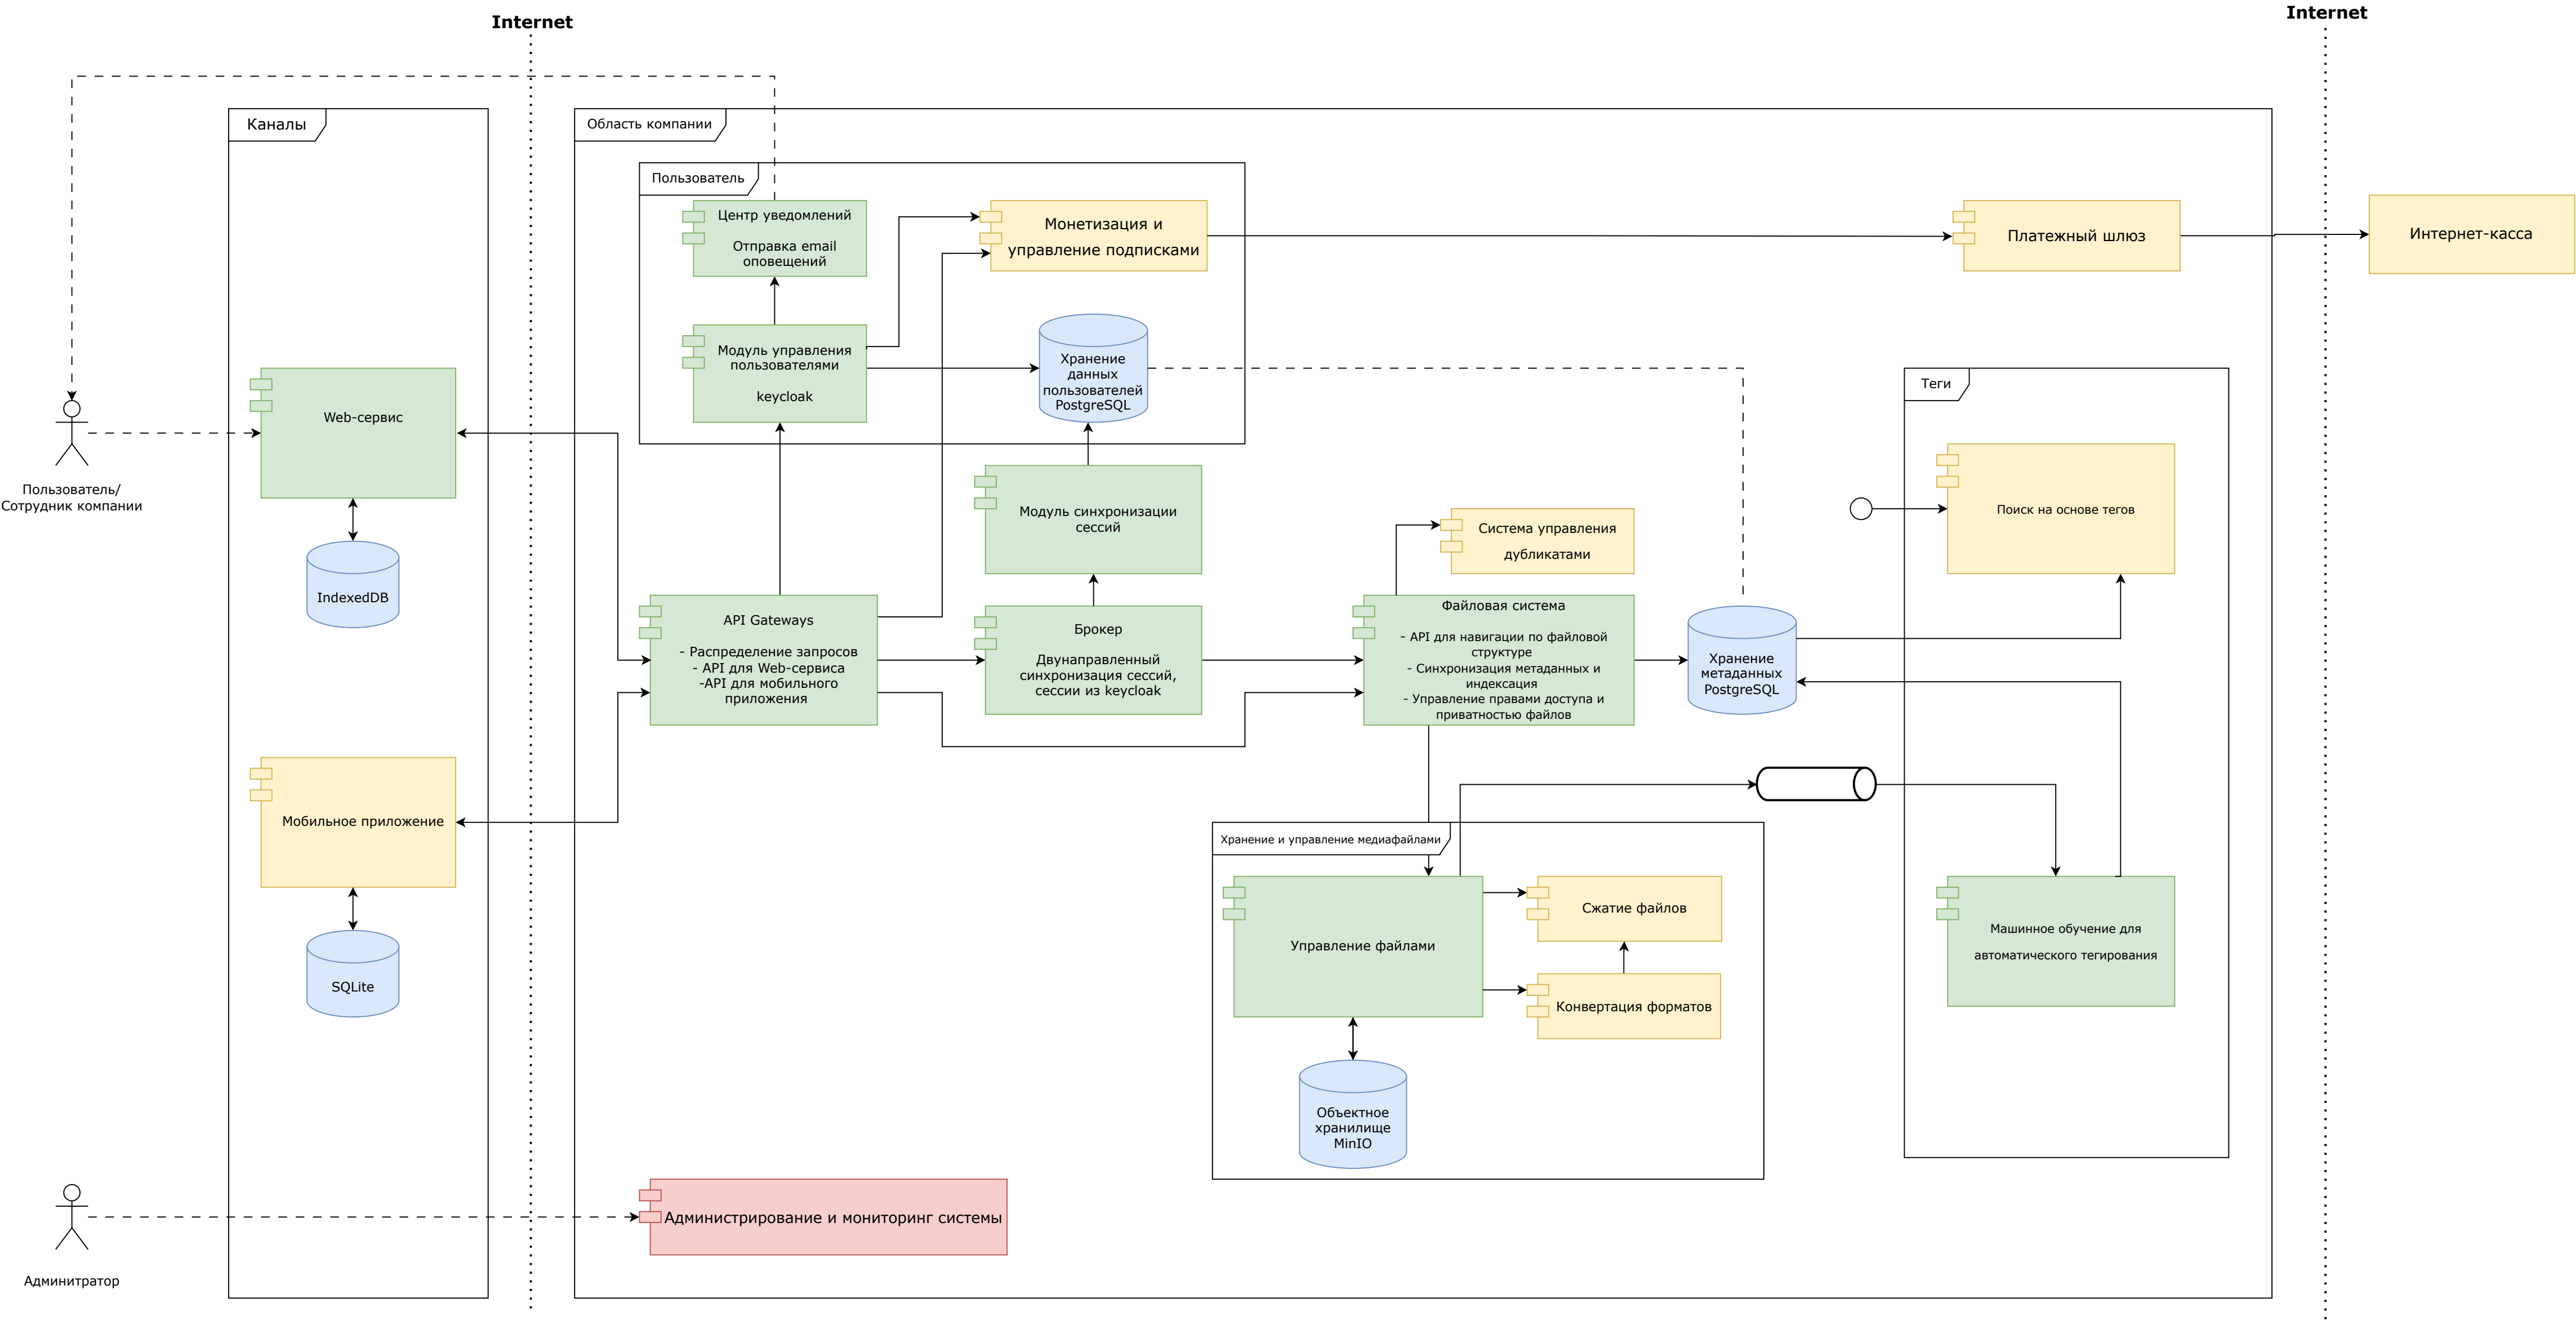 Internet
Internet
Каналы
Область компании
Пользователь
Центр уведомлений
Отправка email
оповещений
Монетизация и
управление подписками
Платежный шлюз
Интернет-касса
Модуль управления
пользователями
keycloak
Хранение
данных
пользователей
PostgreSQL
Теги
Web-сервис
Пользователь/
Сотрудник компании
Модуль синхронизации
сессий
Система управления
дубликатами
Поиск на основе тегов
IndexedDB
API Gateways
- Распределение запросов
- API для Web-сервиса
-API для мобильного
приложения
Брокер
Двунаправленный
синхронизация сессий,
сессии из keycloak
Файловая система
- API для навигации по файловой
структуре
- Синхронизация метаданных и
индексация
- Управление правами доступа и
приватностью файлов
Хранение
метаданных
PostgreSQL
Мобильное приложение
Хранение и управление медиафайлами
Управление файлами
Сжатие файлов
Конвертация форматов
Машинное обучение для
автоматического тегирования
SQLite
Объектное
хранилище
MinIO
Администрирование и мониторинг системы
Админитратор